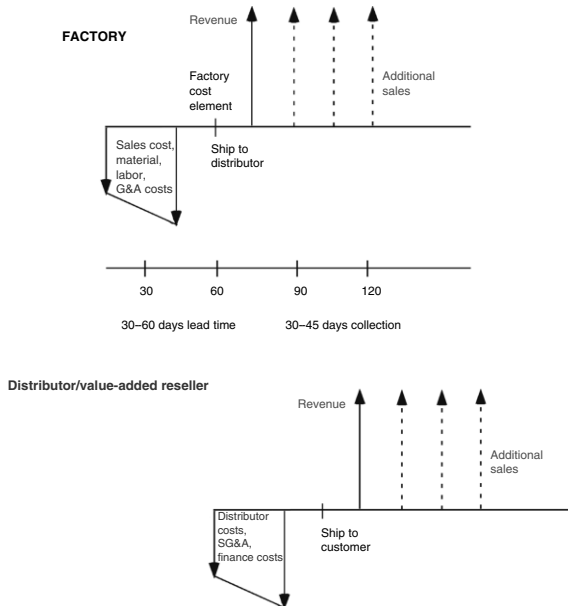 Revenue
FACTORY
Factory
cost
element
Additional
sales
Sales cost,
material,
labor,
G&A costs
Ship to
distributor
30
60
90
120
30–60 days lead time
30–45 days collection
Distributor/value-added reseller
Revenue
Additional
sales
Distributor
costs,
SG&A,
finance costs
Ship to
customer